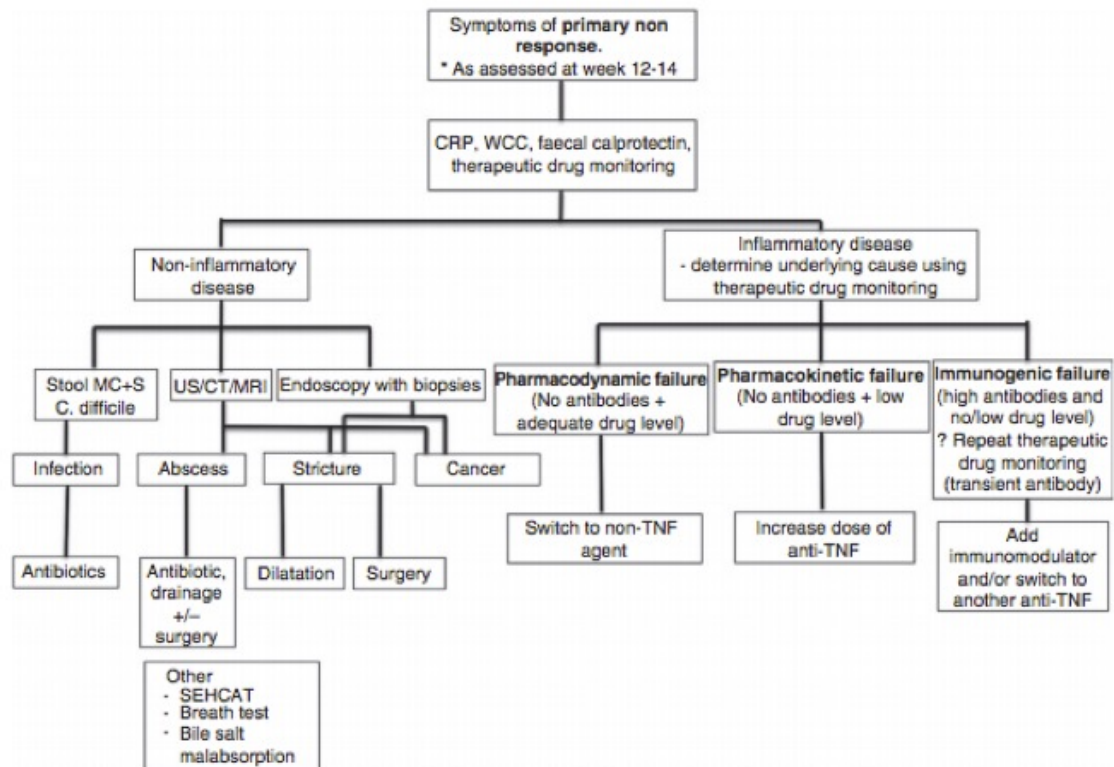 Symptoms of primary non
response.
* As assessed at week 12-14
CRP, WCC, faecal calprotectin,
therapeutic drug monitoring
Non-inflammatory
disease
Inflammatory disease
- determine underlying cause using
therapeutic drug monitoring
Stool MC+S
C. difficile
US/CT/MRI
Endoscopy with biopsies
Pharmacodynamic failure
(No antibodies +
adequate drug level)
Pharmacokinetic failure
(No antibodies + low
drug level)
Immunogenic failure
(high antibodies and
no/low drug level)
? Repeat therapeutic
drug monitoring
(transient antibody)
Infection
Abscess
Stricture
Cancer
Switch to non-TNF
agent
Increase dose of
anti-TNF
Add
immunomodulator
and/or switch to
another anti-TNF
Antibiotics
Antibiotic,
drainage
+/–
surgery
Dilatation
Surgery
Other
- SEHCAT
- Breath test
- Bile salt
malabsorption